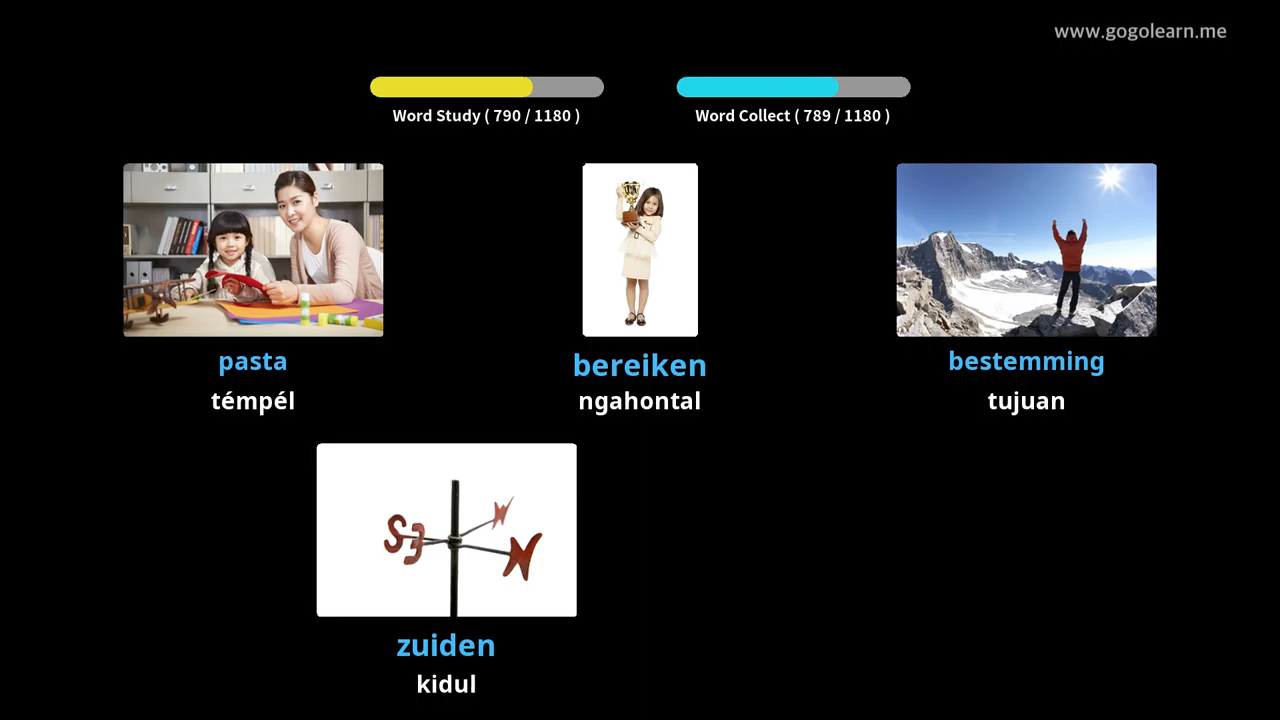 www.gogolearn.me
Word Study ( 790 / 1180 )
Word Collect ( 789 / 1180 )
pasta
témpél
bereiken
ngahontal
bestemming
tujuan
S E N
zuiden
kidul